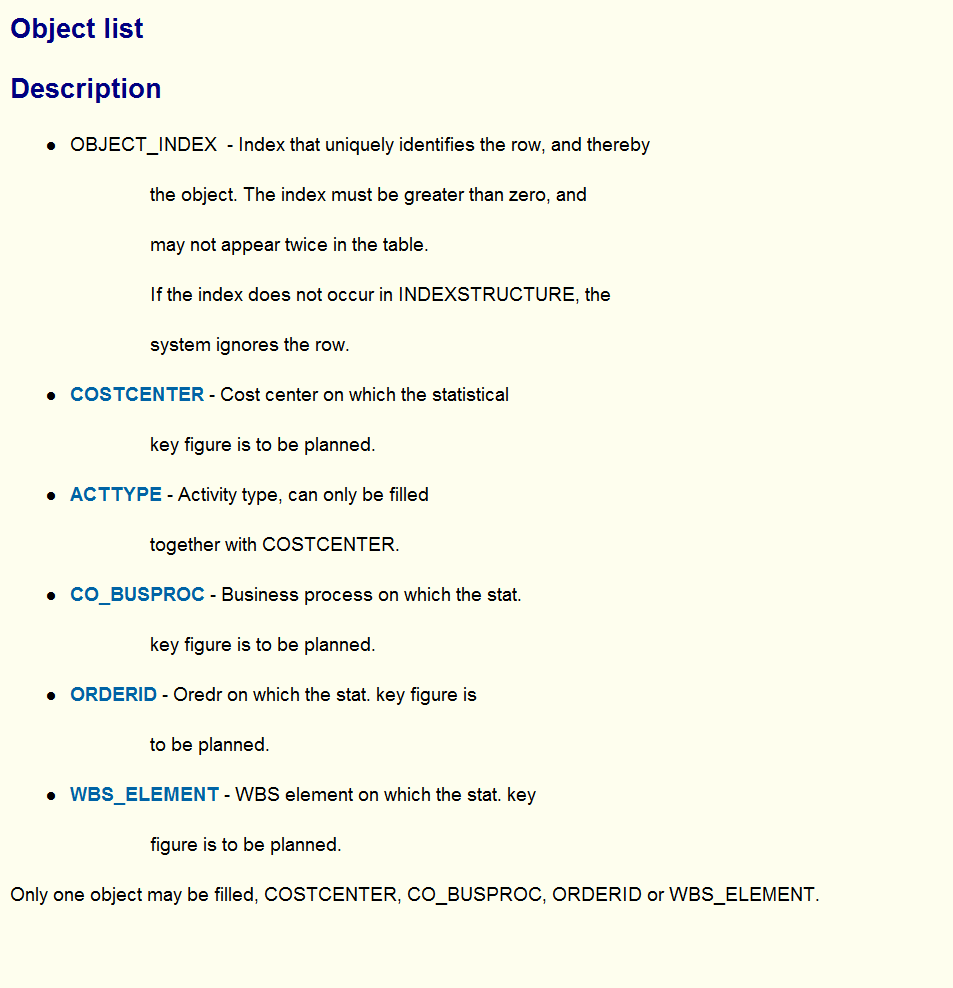 Object list
Description
● OBJECT_INDEX  - Index that uniquely identifies the row, and thereby
the object. The index must be greater than zero, and
may not appear twice in the table.
If the index does not occur in INDEXSTRUCTURE, the
system ignores the row.
● COSTCENTER - Cost center on which the statistical
key figure is to be planned.
● ACTTYPE - Activity type, can only be filled
together with COSTCENTER.
● CO_BUSPROC - Business process on which the stat.
key figure is to be planned.
● ORDERID - Oredr on which the stat. key figure is
to be planned.
● WBS_ELEMENT - WBS element on which the stat. key
figure is to be planned.
Only one object may be filled, COSTCENTER, CO_BUSPROC, ORDERID or WBS_ELEMENT.